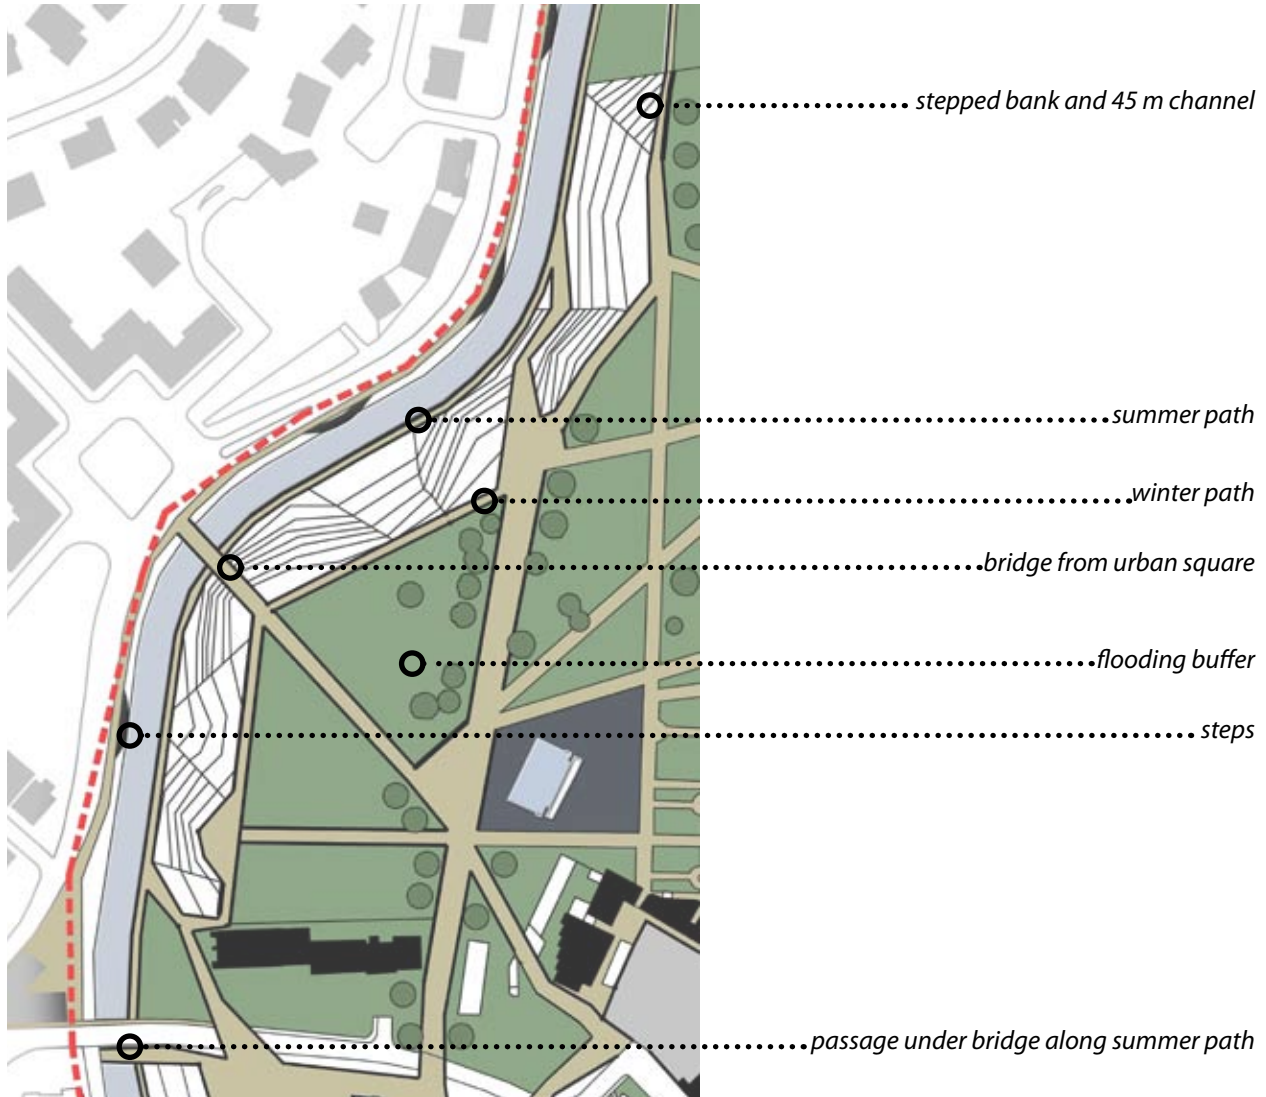 stepped bank and 45 m channel
summer path
winter path
bridge from urban square
flooding buffer
steps
passage under bridge along summer path